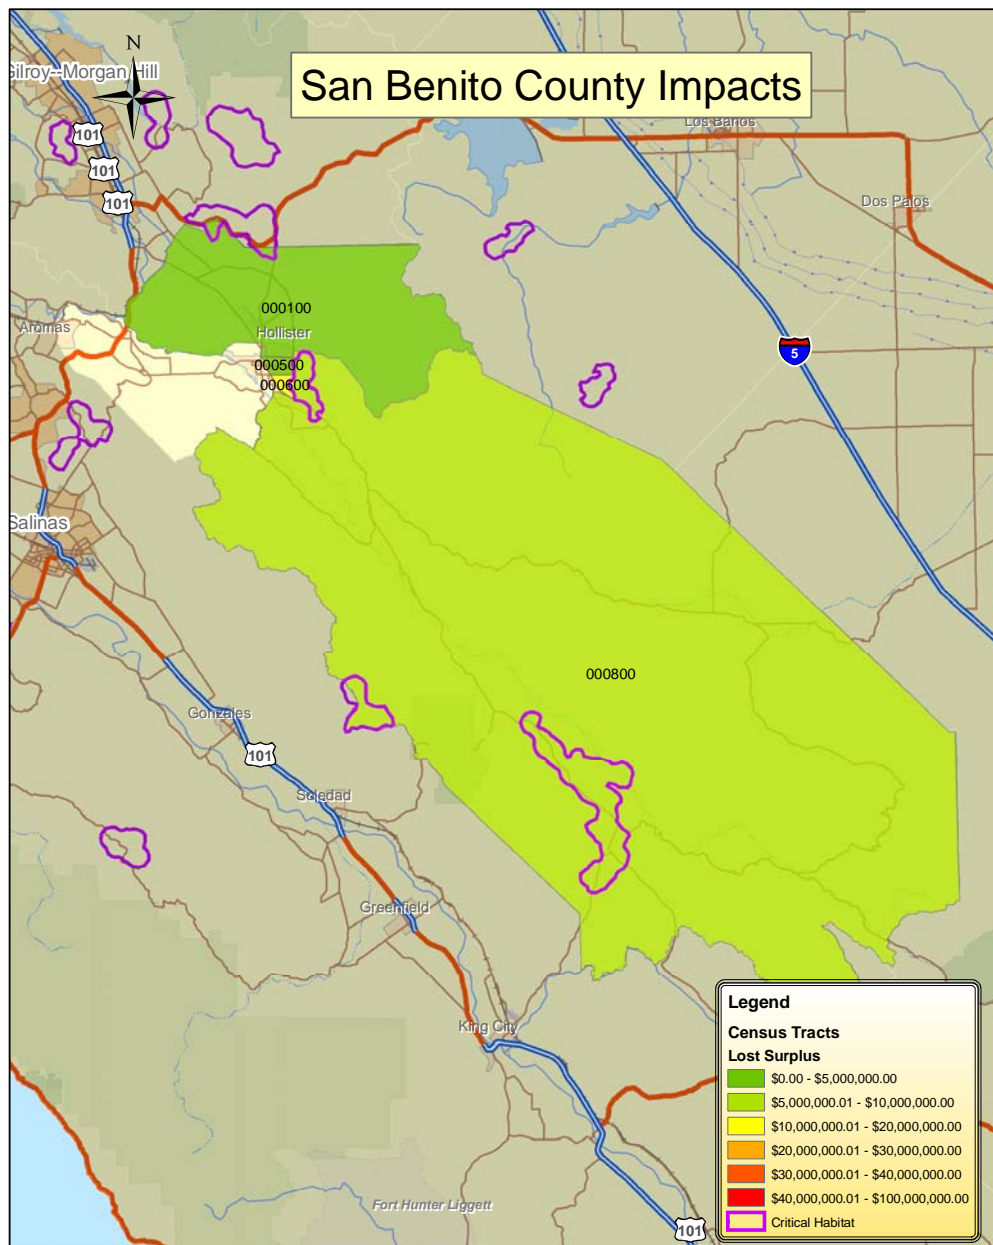 N
Gilroy--Morgan Hill
San Benito County Impacts
101
Los Banos
101
101
Dos Palos
000100
Aromas
Hollister
5
000500
000600
Salinas
000800
Gonzales
101
Soledad
Greenfield
King City
Fort Hunter Liggett
101
Legend
Census Tracts
Lost Surplus
$0.00 - $5,000,000.00
$5,000,000.01 - $10,000,000.00
$10,000,000.01 - $20,000,000.00
$20,000,000.01 - $30,000,000.00
$30,000,000.01 - $40,000,000.00
$40,000,000.01 - $100,000,000.00
Critical Habitat